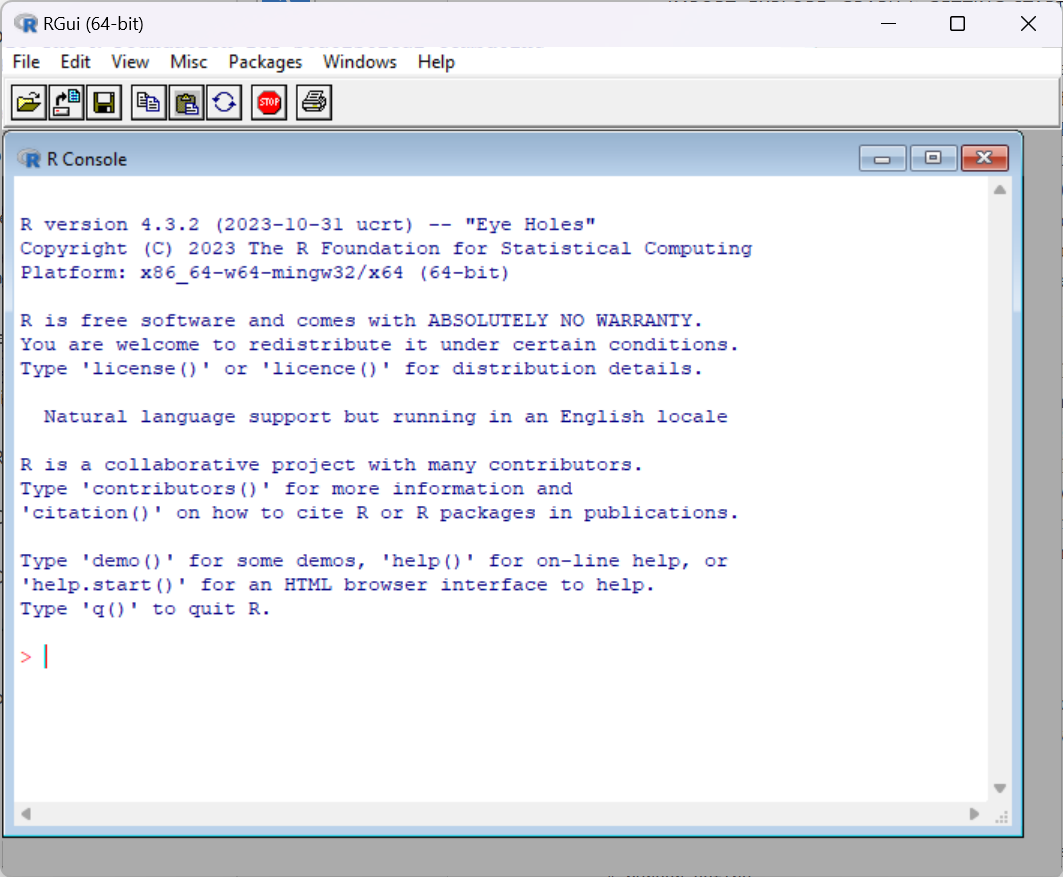 RGui (64-bit)
File Edit View Misc Packages Windows Help
STOP
R Console
R version 4.3.2 (2023-10-31 ucrt) -- "Eye Holes"
Copyright (C) 2023 The R Foundation for Statistical Computing
Platform: x86_64-w64-mingw32/x64 (64-bit)
R is free software and comes with ABSOLUTELY NO WARRANTY.
You are welcome to redistribute it under certain conditions.
Type 'license()' or 'licence()' for distribution details.
Natural language support but running in an English locale
R is a collaborative project with many contributors.
Type 'contributors()' for more information and
'citation()' on how to cite R or R packages in publications.
Type 'demo()' for some demos, 'help()' for on-line help, or
'help.start()' for an HTML browser interface to help.
Type 'q()' to quit R.
>